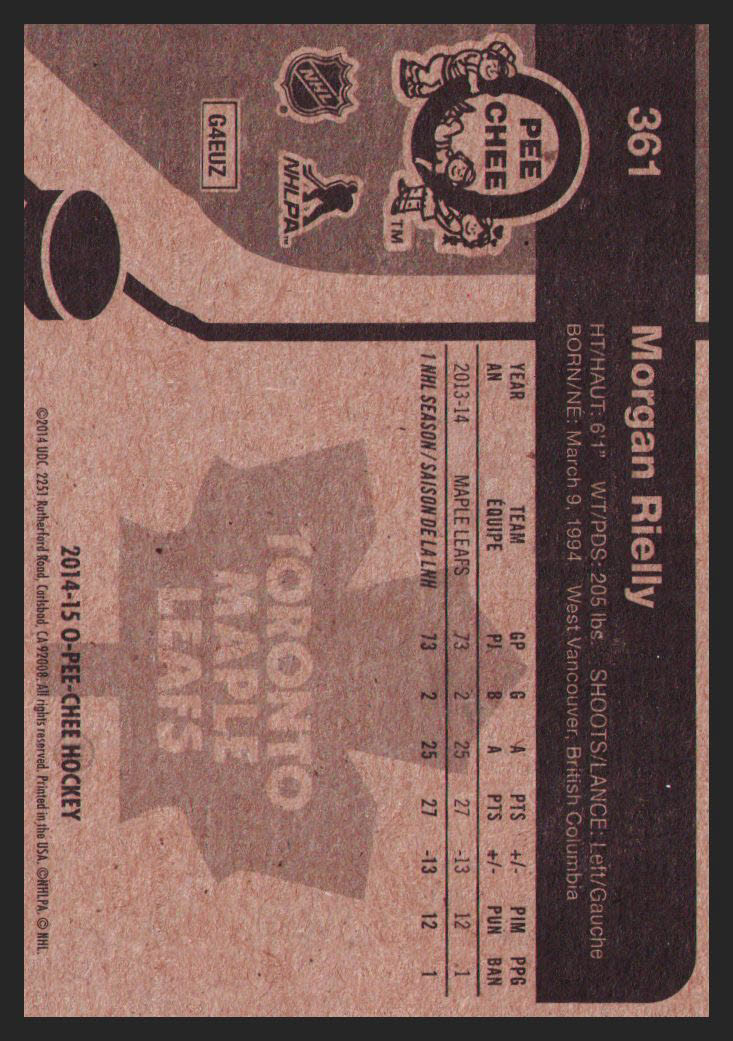 361
Morgan Rielly
HT/HAUT: 6'1" WT/PDS: 205 lbs. SHOOTS/LANCE: Left/Gauche
BORN/NE: March 9, 1994 West Vancouver, British Columbia
PEE
CHEE
TM
NHL
®
NHLPA™
G4EUZ
YEAR TEAM GP G A PTS +/- PIM PPG
AN ÉQUIPE PJ B A PTS +/- PUN BAN
2013-14 MAPLE LEAFS 73 2 25 27 -13 12 1
1 NHL SEASON / SAISON DE LA LNH 73 2 25 27 -13 12 1
TORONTO
MAPLE
LEAFS
2014-15 O-PEE-CHEE HOCKEY
©2014 UDC. 2251 Rutherford Road, Carlsbad, CA 92008. All rights reserved. Printed in the USA. ©NHLPA. © NHL.